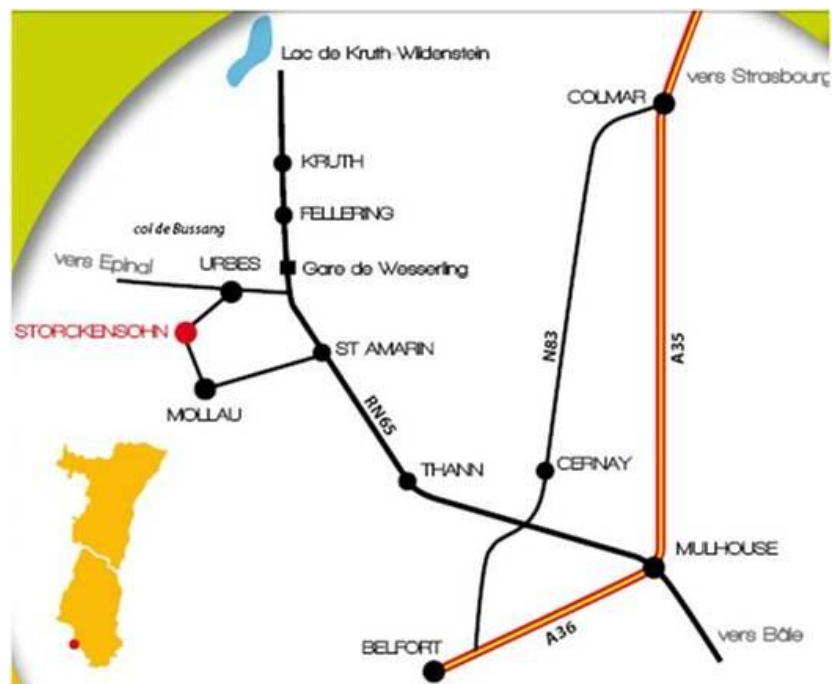 Lac de Kruth-Wildenstein
vers Strasbourg
COLMAR
KRUTH
FELLERING
col de Bussang
vers Epinal
URBES
Gare de Wesserling
STORCKENSOHN
ST AMARIN
N83
A35
MOLLAU
RN65
THANN
CERNAY
MULHOUSE
A36
vers Bâle
BELFORT